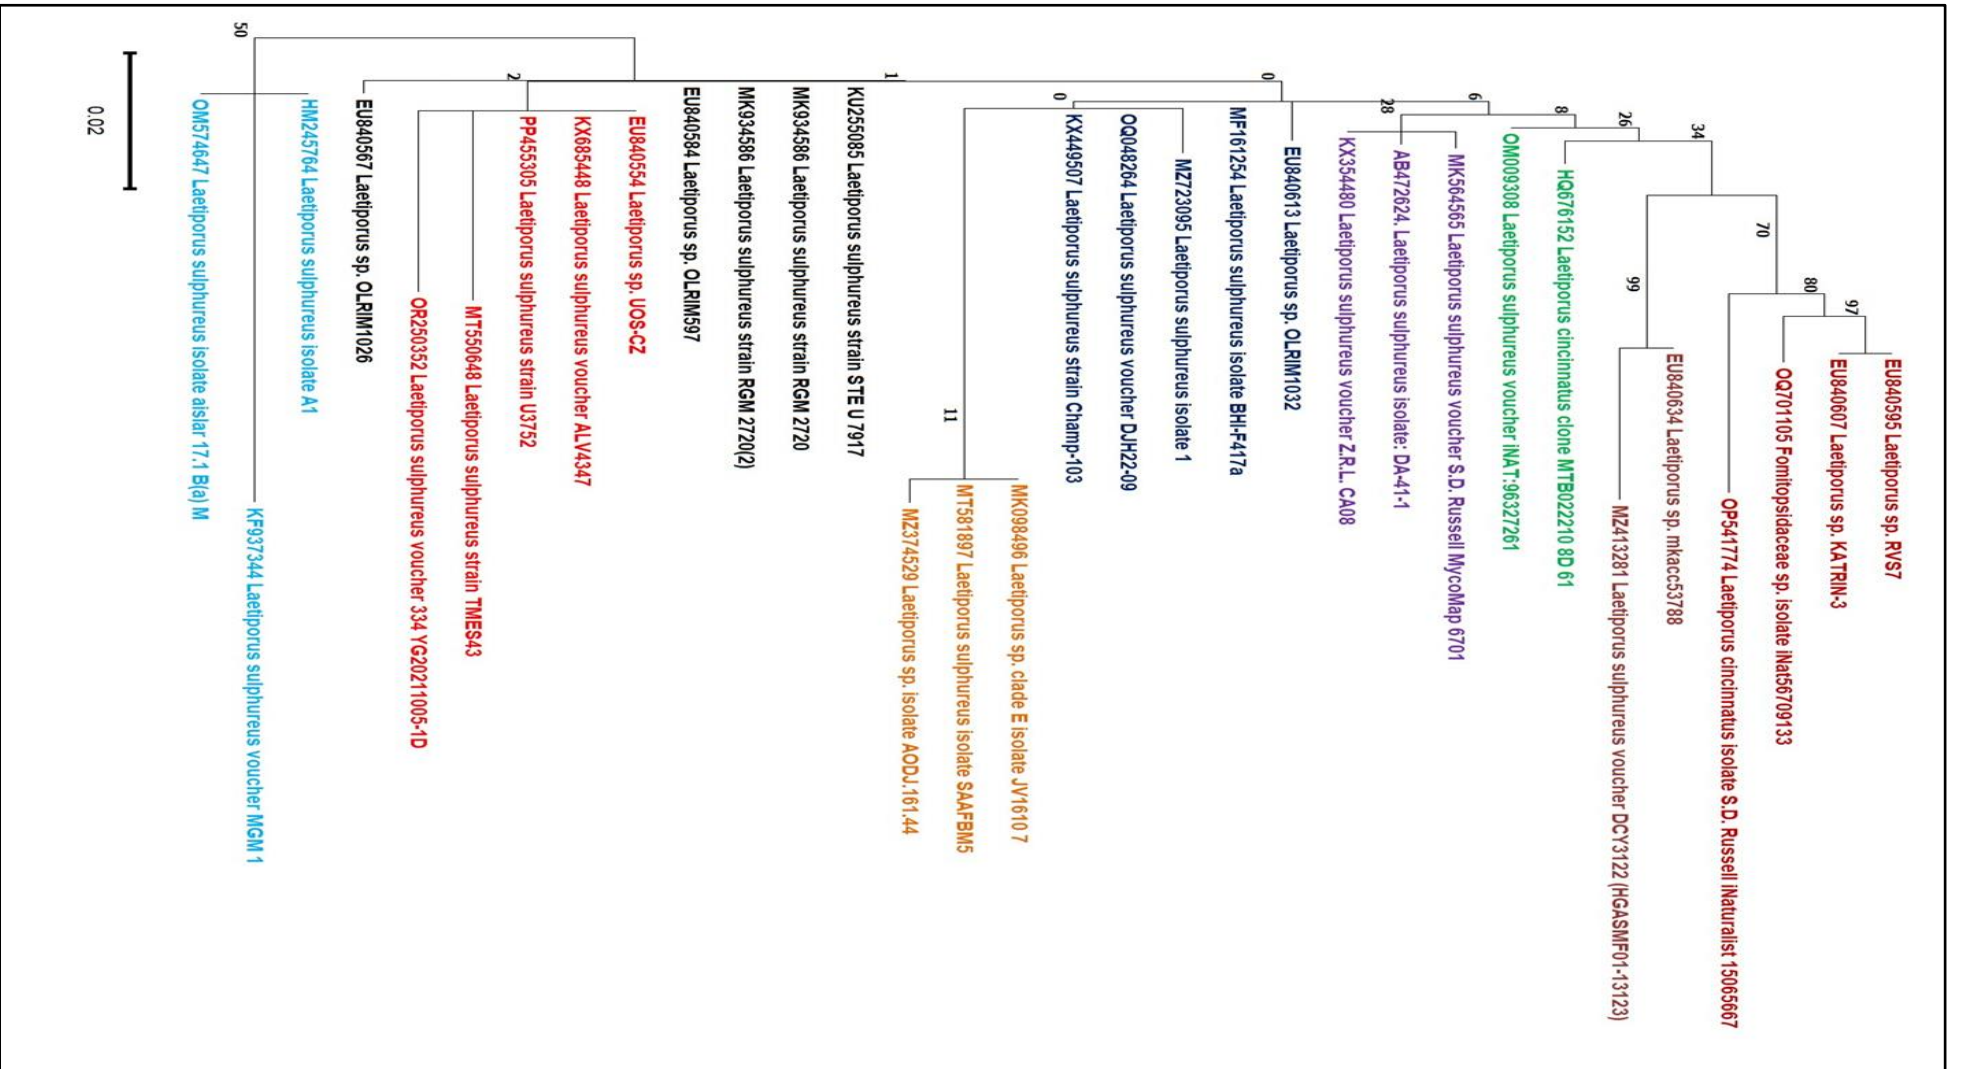 EU840595 Laetiporus sp. RVS7
97
EU840607 Laetiporus sp. KATRIN-3
80
OQ701105 Fomitopsidaceae sp. isolate iNat56709133
70
OP541774 Laetiporus cincinnatus isolate S.D. Russell iNaturalist 15065667
34
EU840634 Laetiporus sp. mkacc53788
99
MZ413281 Laetiporus sulphureus voucher DCY3122 (HGASMF01-13123)
26
HQ676152 Laetiporus cincinnatus clone MTB022210 8D 61
8
OM009308 Laetiporus sulphureus voucher iNAT:96327261
6
MK564565 Laetiporus sulphureus voucher S.D. Russell MycoMap 6701
28
AB472624. Laetiporus sulphureus isolate: DA-41-1
KX354480 Laetiporus sulphureus voucher Z.R.L. CA08
EU840613 Laetiporus sp. OLRIM1032
0
MF161254 Laetiporus sulphureus isolate BHI-F417a
MZ723095 Laetiporus sulphureus isolate 1
OQ048264 Laetiporus sulphureus voucher DJH22-09
KX449507 Laetiporus sulphureus strain Champ-103
0
MK098496 Laetiporus sp. clade E isolate JV1610 7
11
MT581897 Laetiporus sulphureus isolate SAAFBM5
MZ374529 Laetiporus sp. isolate AODJ.161.44
1
KU255085 Laetiporus sulphureus strain STE U 7917
MK934586 Laetiporus sulphureus strain RGM 2720
MK934586 Laetiporus sulphureus strain RGM 2720(2)
EU840584 Laetiporus sp. OLRIM597
EU840554 Laetiporus sp. UOS-CZ
KX685448 Laetiporus sulphureus voucher ALV4347
2
PP455305 Laetiporus sulphureus strain U3752
MT550648 Laetiporus sulphureus strain TMES43
OR250352 Laetiporus sulphureus voucher 334 YG20211005-1D
EU840567 Laetiporus sp. OLRIM1026
HM245764 Laetiporus sulphureus isolate A1
50
KF937344 Laetiporus sulphureus voucher MGM 1
OM574647 Laetiporus sulphureus isolate aislar 17.1 B(a) M
0.02